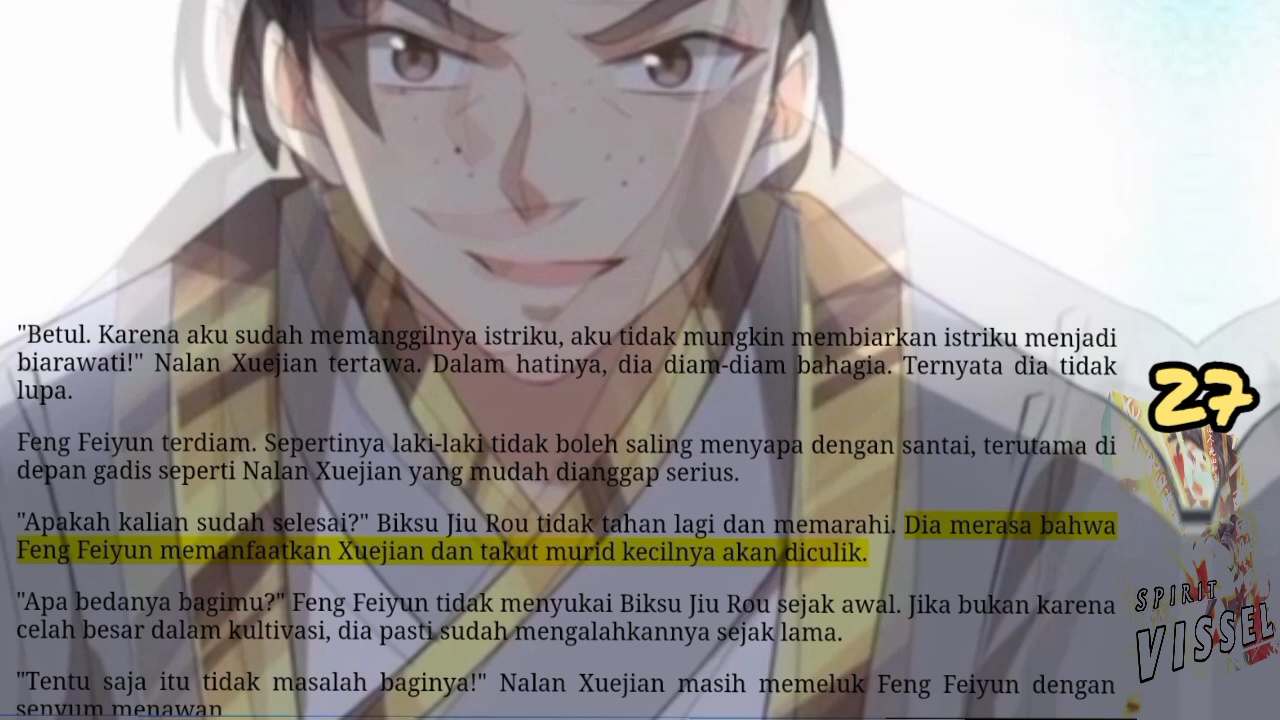 "Betul. Karena aku sudah memanggilnya istriku, aku tidak mungkin membiarkan istriku menjadi
biarawati!" Nalan Xuejian tertawa. Dalam hatinya, dia diam-diam bahagia. Ternyata dia tidak
lupa.
Feng Feiyun terdiam. Sepertinya laki-laki tidak boleh saling menyapa dengan santai, terutama di
depan gadis seperti Nalan Xuejian yang mudah dianggap serius.
"Apakah kalian sudah selesai?" Biksu Jiu Rou tidak tahan lagi dan memarahi. Dia merasa bahwa
Feng Feiyun memanfaatkan Xuejian dan takut murid kecilnya akan diculik.
"Apa bedanya bagimu?" Feng Feiyun tidak menyukai Biksu Jiu Rou sejak awal. Jika bukan karena
celah besar dalam kultivasi, dia pasti sudah mengalahkannya sejak lama.
"Tentu saja itu tidak masalah baginya!" Nalan Xuejian masih memeluk Feng Feiyun dengan
senyum menawan
27
SPIRIT
VISSEL